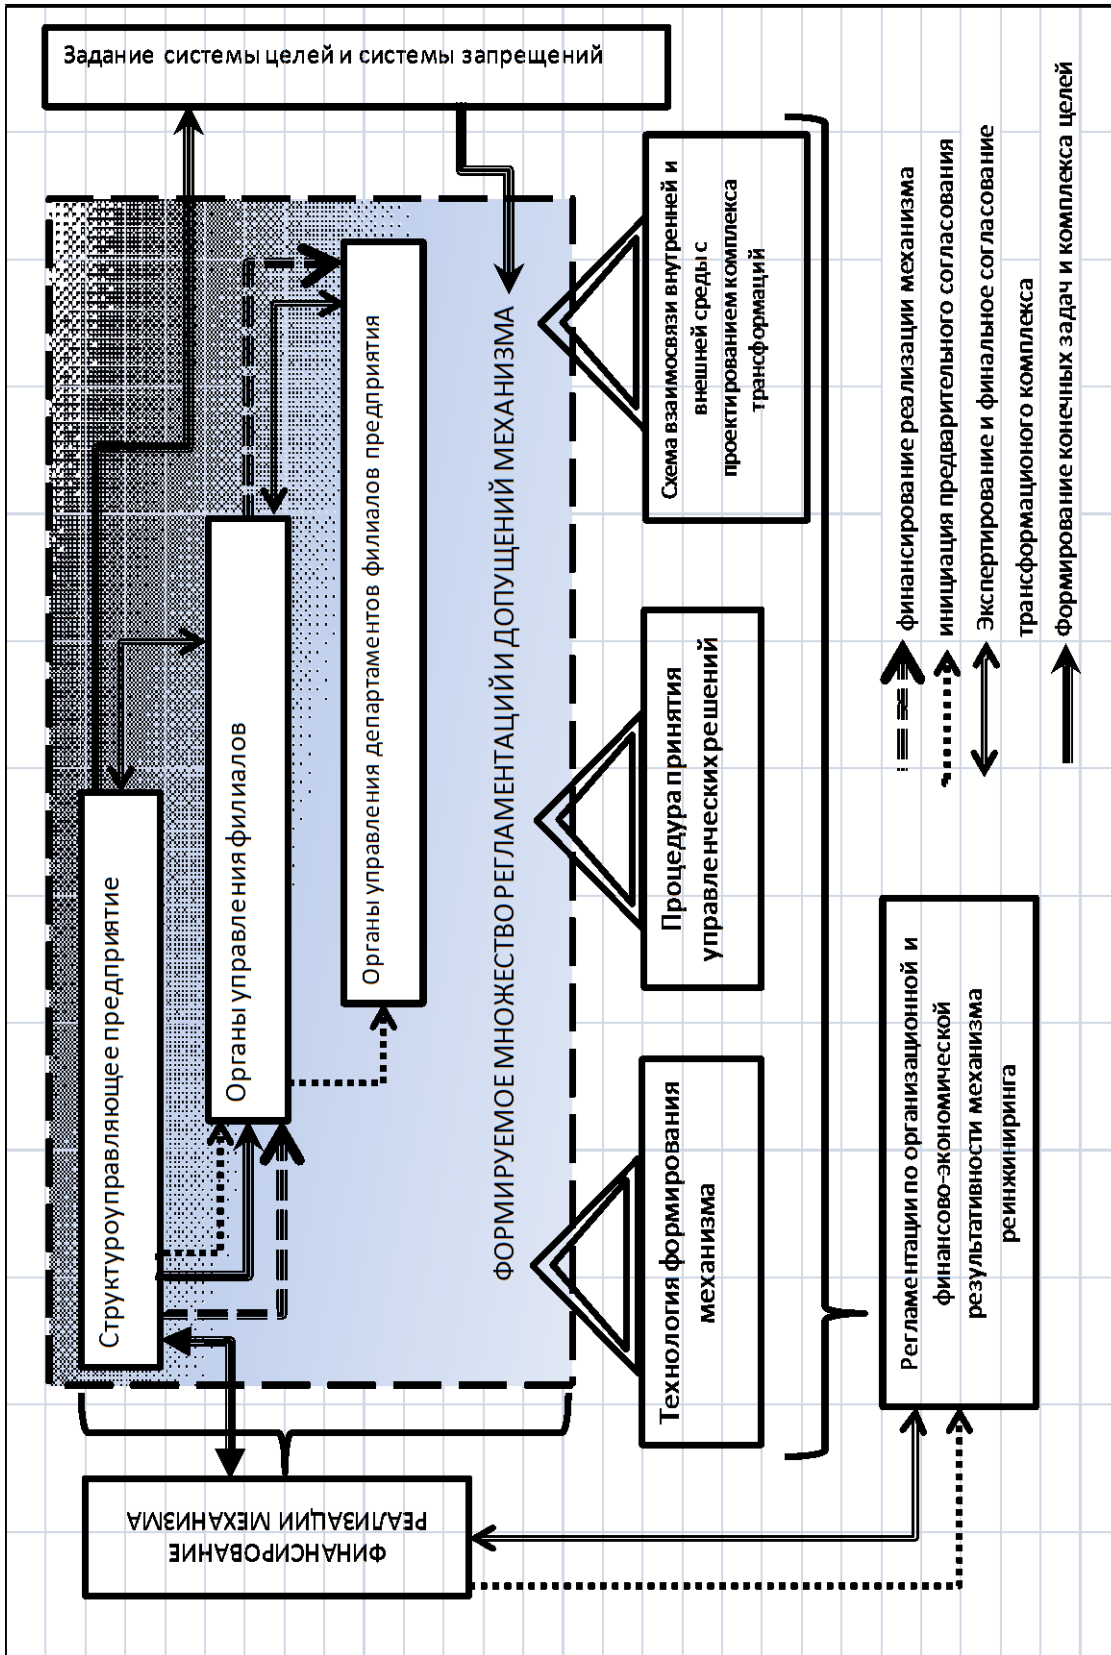 Задание системы целей и системы запрещений
Структуроуправляющее предприятие
Органы управления филиалов
Органы управления департаментов филиалов предприятия
ФОРМИРУЕМОЕ МНОЖЕСТВО РЕГЛАМЕНТАЦИЙ И ДОПУЩЕНИЙ МЕХАНИЗМА
ФИНАНСИРОВАНИЕ
РЕАЛИЗАЦИИ МЕХАНИЗМА
Технология формирования
механизма
Процедура принятия
управленческих решений
Схема взаимосвязи внутренней и
внешней среды с
проектированием комплекса
трансформаций
Регламентации по организационной и
финансово-экономической
результативности механизма
реинжиниринга
финансирование реализации механизма
инициация предварительного согласования
Экспертирование и финальное согласование
трансформационого комплекса
Формирование конечных задач и комплекса целей